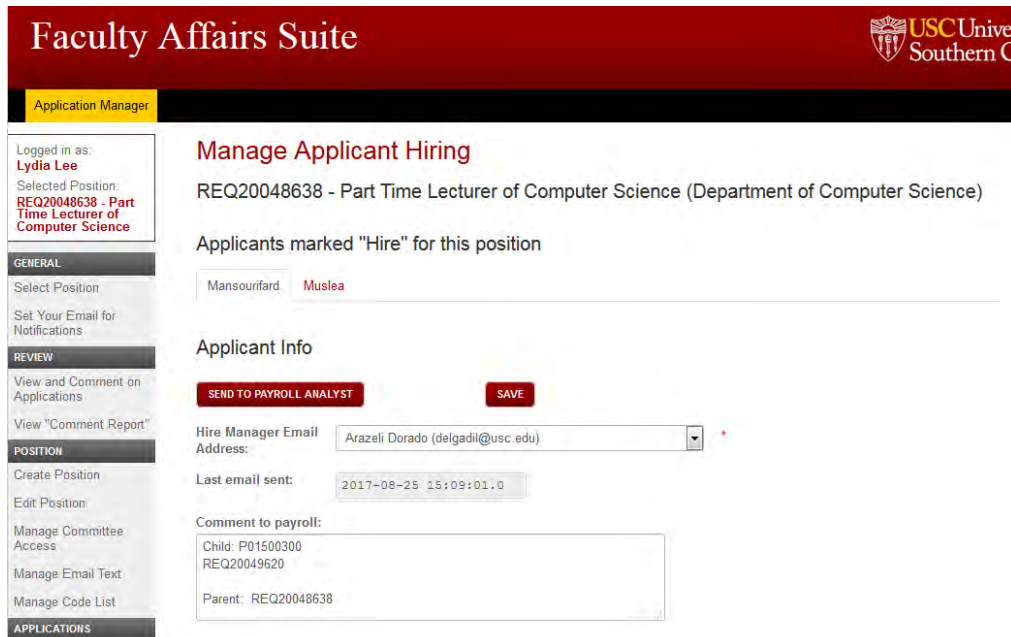 Faculty Affairs Suite
USC Unive
Southern C
Application Manager
Logged in as:
Lydia Lee
Selected Position:
REQ20048638 - Part
Time Lecturer of
Computer Science
GENERAL
Select Position
Set Your Email for
Notifications
REVIEW
View and Comment on
Applications
View "Comment Report"
POSITION
Create Position
Edit Position
Manage Committee
Access
Manage Email Text
Manage Code List
APPLICATIONS
Manage Applicant Hiring
REQ20048638 - Part Time Lecturer of Computer Science (Department of Computer Science)
Applicants marked "Hire" for this position
Mansourifard Muslea
Applicant Info
SEND TO PAYROLL ANALYST SAVE
Hire Manager Email
Address:
Arazeli Dorado (delgadil@usc.edu) *
Last email sent: 2017-08-25 15:09:01.0
Comment to payroll:
Child: P01500300
REQ20049620
Parent: REQ20048638